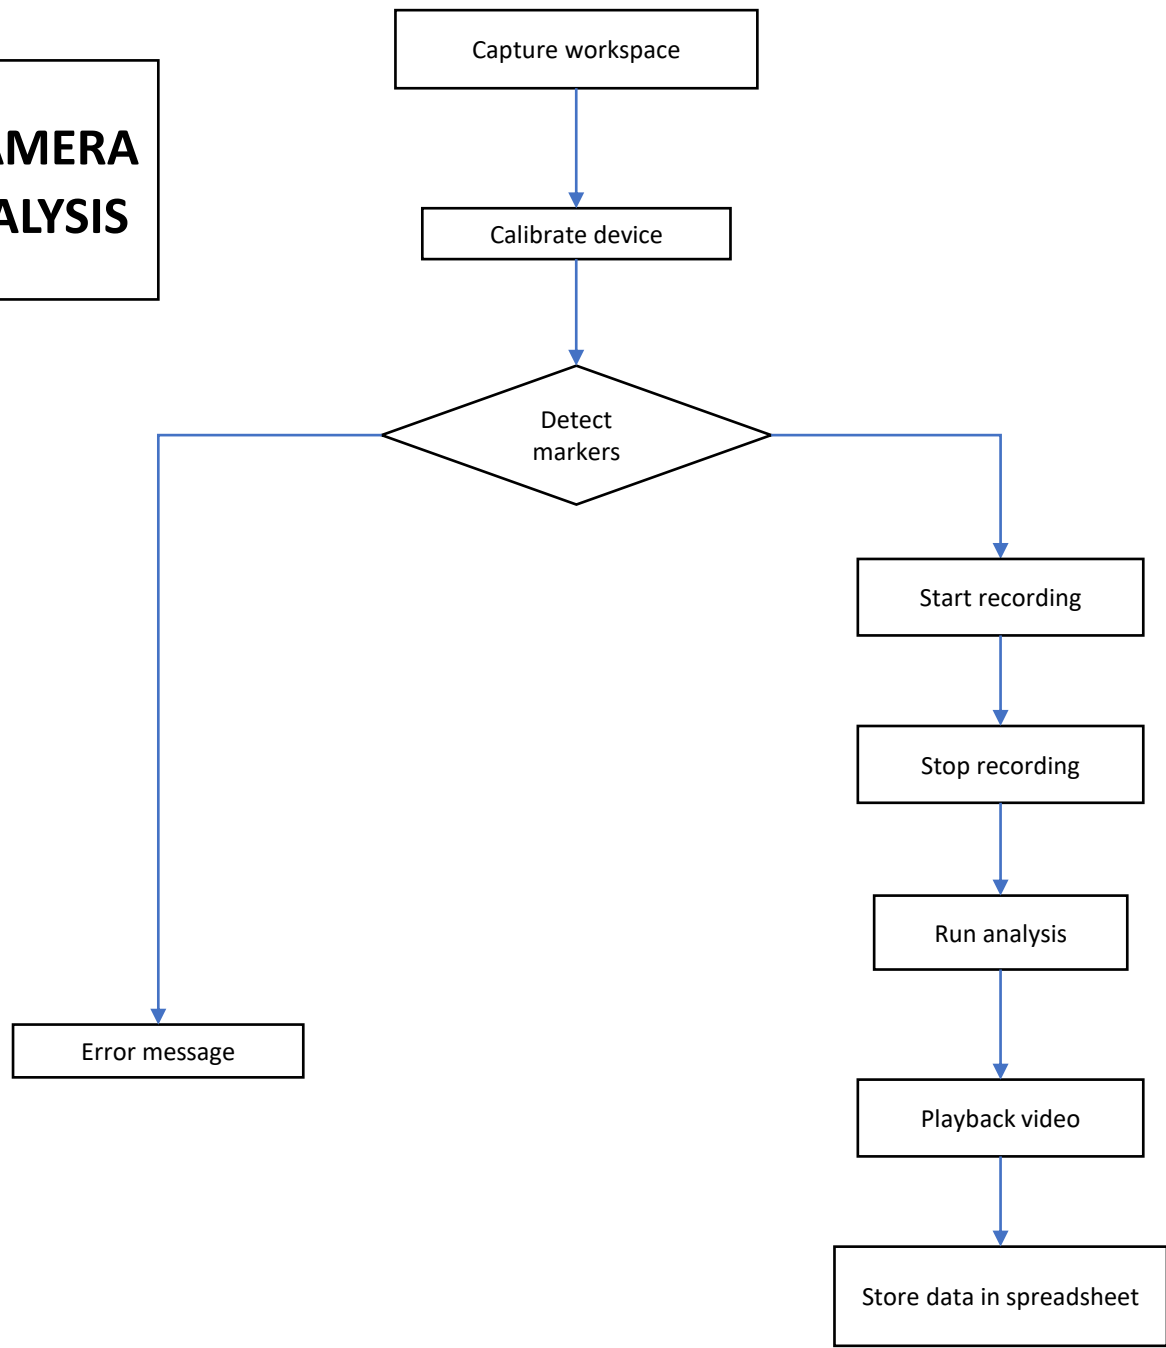 Capture workspace
AMERA
ALYSIS
Calibrate device
Detect
markers
Start recording
Stop recording
Run analysis
Error message
Playback video
Store data in spreadsheet